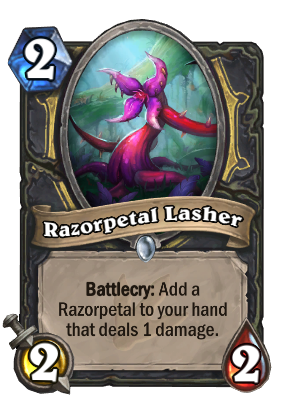 2
Razorpetal Lasher
Battlecry: Add a
Razorpetal to your hand
that deals 1 damage.
2
2